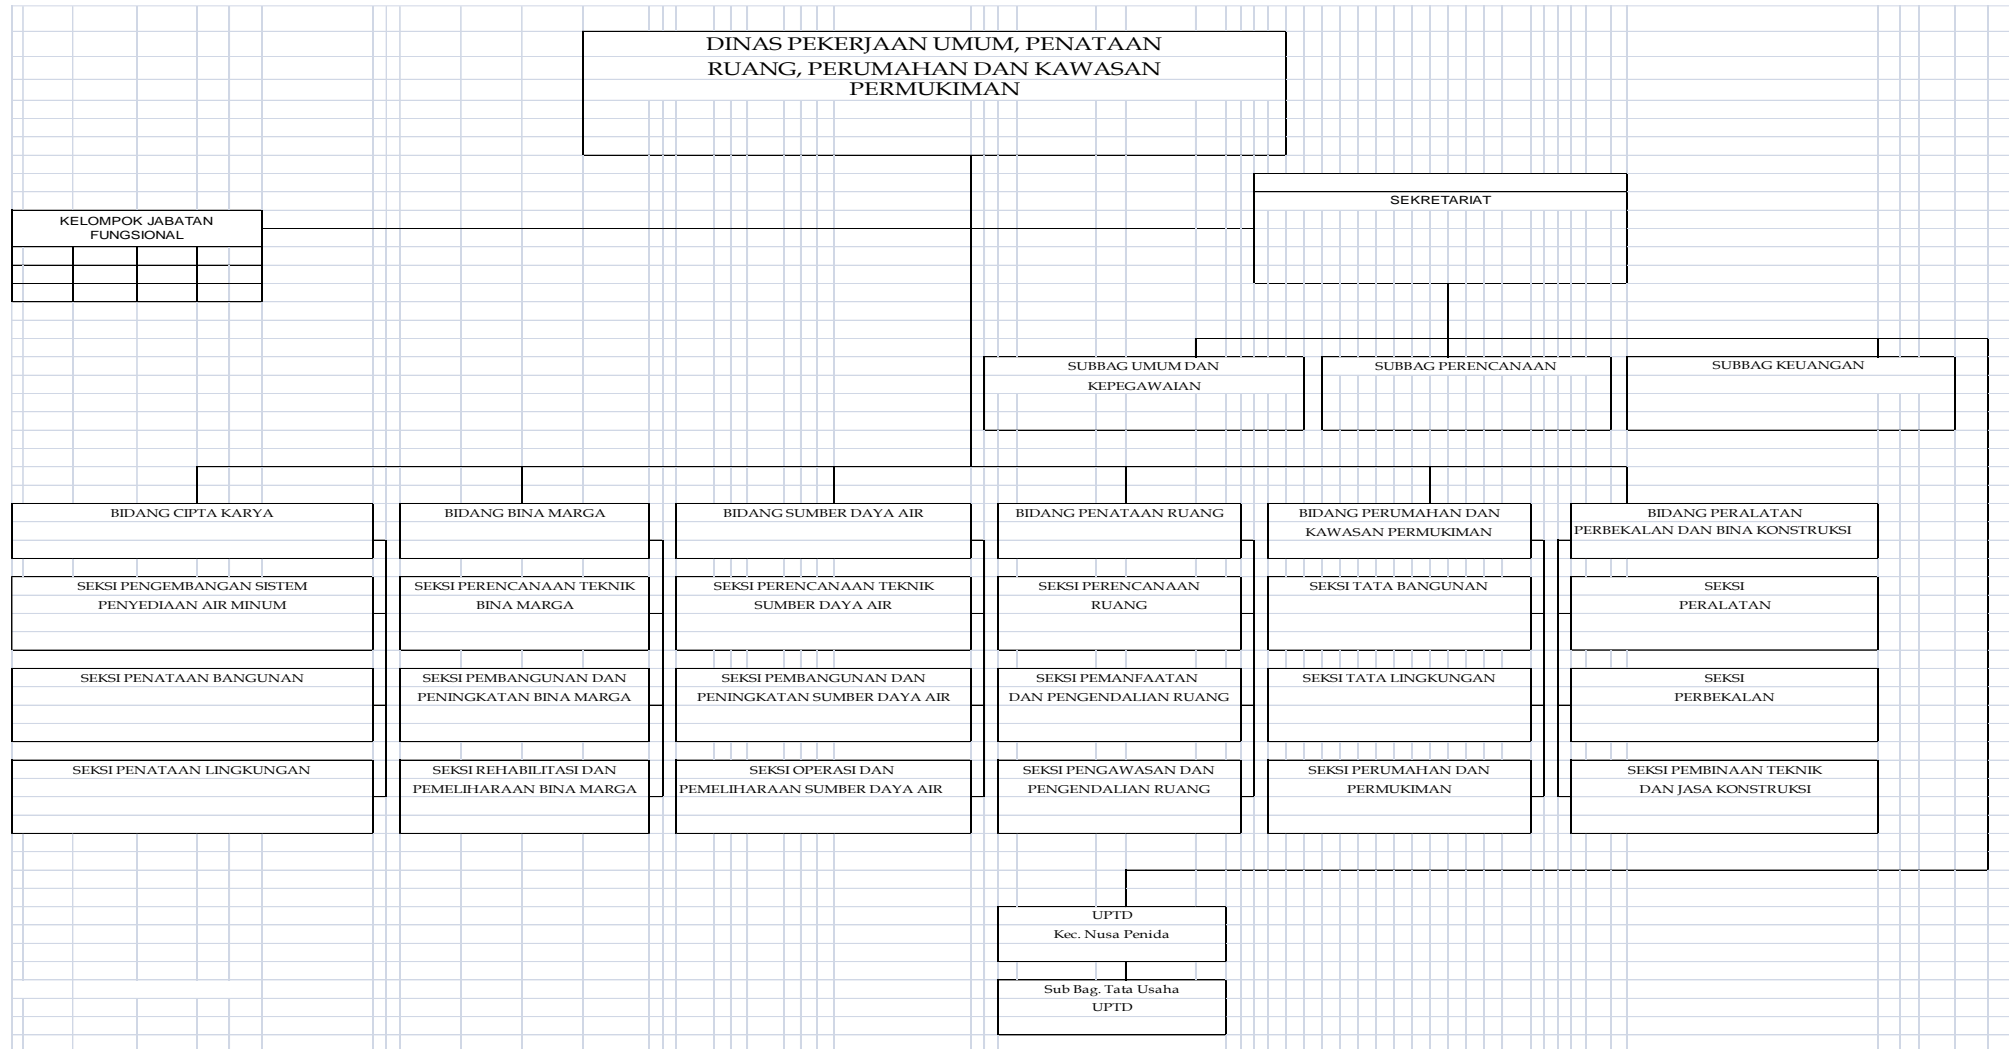 DINAS PEKERJAAN UMUM, PENATAAN
RUANG, PERUMAHAN DAN KAWASAN
PERMUKIMAN
SEKRETARIAT
KELOMPOK JABATAN
FUNGSIONAL
SUBBAG UMUM DAN
KEPEGAWAIAN
SUBBAG PERENCANAAN
SUBBAG KEUANGAN
BIDANG CIPTA KARYA
BIDANG BINA MARGA
BIDANG SUMBER DAYA AIR
BIDANG PENATAAN RUANG
BIDANG PERUMAHAN DAN
KAWASAN PERMUKIMAN
BIDANG PERALATAN
PERBEKALAN DAN BINA KONSTRUKSI
SEKSI PENGEMBANGAN SISTEM
PENYEDIAAN AIR MINUM
SEKSI PERENCANAAN TEKNIK
BINA MARGA
SEKSI PERENCANAAN TEKNIK
SUMBER DAYA AIR
SEKSI PERENCANAAN
RUANG
SEKSI TATA BANGUNAN
SEKSI
PERALATAN
SEKSI PENATAAN BANGUNAN
SEKSI PEMBANGUNAN DAN
PENINGKATAN BINA MARGA
SEKSI PEMBANGUNAN DAN
PENINGKATAN SUMBER DAYA AIR
SEKSI PEMANFAATAN
DAN PENGENDALIAN RUANG
SEKSI TATA LINGKUNGAN
SEKSI
PERBEKALAN
SEKSI PENATAAN LINGKUNGAN
SEKSI REHABILITASI DAN
PEMELIHARAAN BINA MARGA
SEKSI OPERASI DAN
PEMELIHARAAN SUMBER DAYA AIR
SEKSI PENGAWASAN DAN
PENGENDALIAN RUANG
SEKSI PERUMAHAN DAN
PERMUKIMAN
SEKSI PEMBINAAN TEKNIK
DAN JASA KONSTRUKSI
UPTD
Kec. Nusa Penida
Sub Bag. Tata Usaha
UPTD